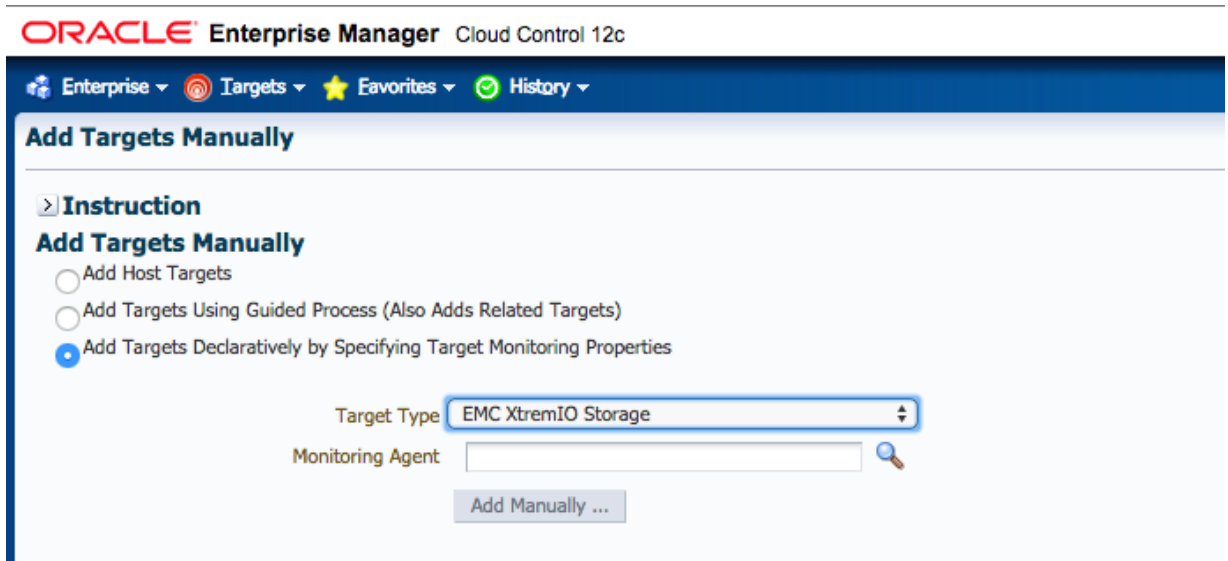 ORACLE Enterprise Manager Cloud Control 12c
Enterprise Targets Favorites History
Add Targets Manually
Instruction
Add Targets Manually
Add Host Targets
Add Targets Using Guided Process (Also Adds Related Targets)
Add Targets Declaratively by Specifying Target Monitoring Properties
Target Type EMC XtremIO Storage
Monitoring Agent
Add Manually ...